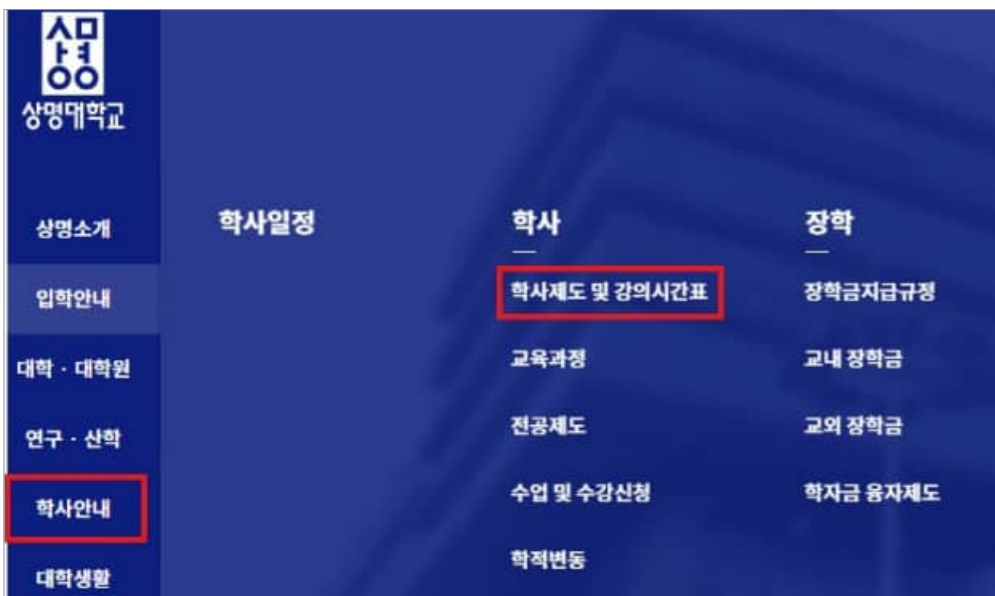 상명
상명대학교
상명소개
입학안내
대학 · 대학원
연구 · 산학
학사안내
대학생활
학사일정
학사
학사제도 및 강의시간표
교육과정
전공제도
수업 및 수강신청
학적변동
장학
장학금지급규정
교내 장학금
교외 장학금
학자금 융자제도